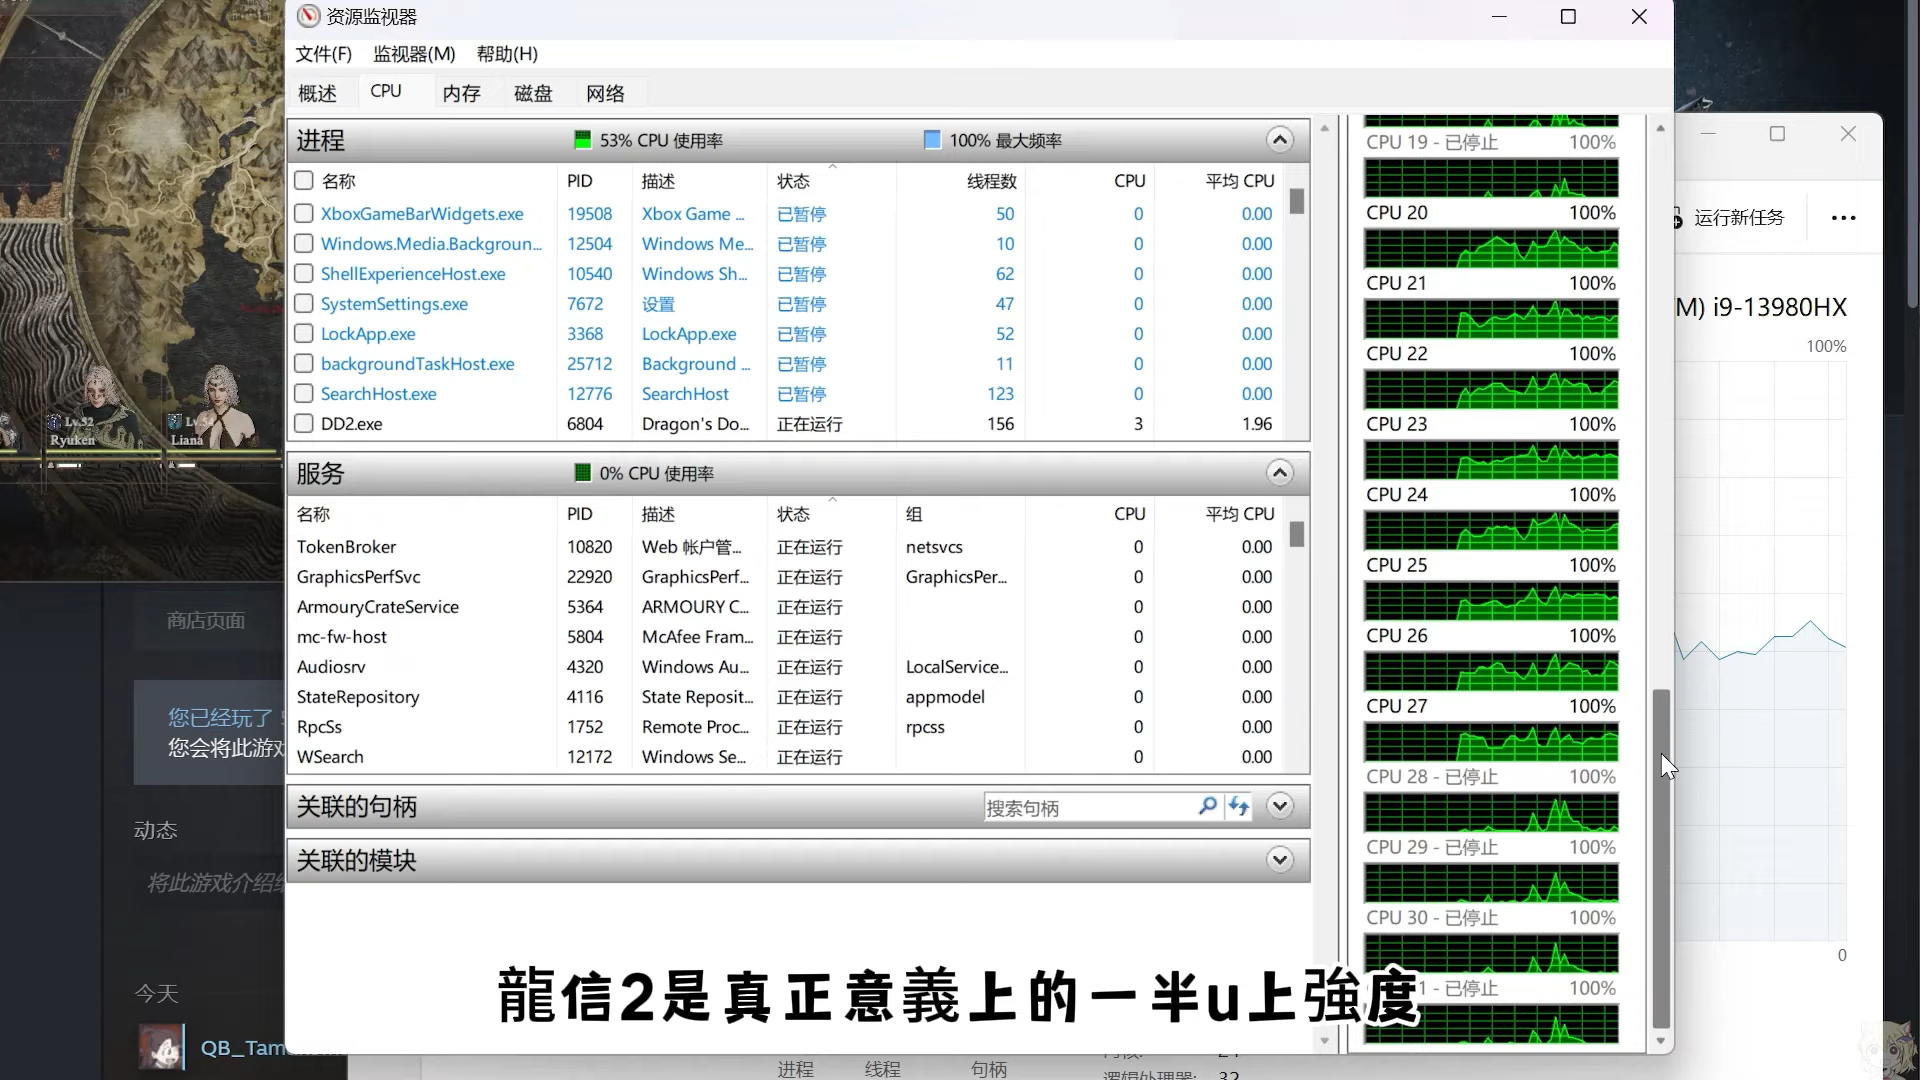 资源监视器
文件(F) 监视器(M) 帮助(H)
概述 CPU 内存 磁盘 网络
进程 53% CPU 使用率 100% 最大频率
名称 PID 描述 状态 线程数 CPU 平均 CPU
XboxGameBarWidgets.exe 19508 Xbox Game ... 已暂停 50 0 0.00
Windows.Media.Backgroun... 12504 Windows Me... 已暂停 10 0 0.00
ShellExperienceHost.exe 10540 Windows Sh... 已暂停 62 0 0.00
SystemSettings.exe 7672 设置 已暂停 47 0 0.00
LockApp.exe 3368 LockApp.exe 已暂停 52 0 0.00
backgroundTaskHost.exe 25712 Background ... 已暂停 11 0 0.00
SearchHost.exe 12776 SearchHost 已暂停 123 0 0.00
DD2.exe 6804 Dragon's Do... 正在运行 156 3 1.96
服务 0% CPU 使用率
名称 PID 描述 状态 组 CPU 平均 CPU
TokenBroker 10820 Web 帐户管... 正在运行 netsvcs 0 0.00
GraphicsPerfSvc 22920 GraphicsPerf... 正在运行 GraphicsPer... 0 0.00
ArmouryCrateService 5364 ARMOURY C... 正在运行 0 0.00
mc-fw-host 5804 McAfee Fram... 正在运行 0 0.00
Audiosrv 4320 Windows Au... 正在运行 LocalService... 0 0.00
StateRepository 4116 State Reposit... 正在运行 appmodel 0 0.00
RpcSs 1752 Remote Proc... 正在运行 rpcss 0 0.00
WSearch 12172 Windows Se... 正在运行 0 0.00
关联的句柄 搜索句柄
关联的模块
CPU 19 - 已停止 100%
CPU 20 100%
CPU 21 100%
CPU 22 100%
CPU 23 100%
CPU 24 100%
CPU 25 100%
CPU 26 100%
CPU 27 100%
CPU 28 - 已停止 100%
CPU 29 - 已停止 100%
CPU 30 - 已停止 100%
1 - 已停止 100%
运行新任务
M) i9-13980HX
100%
0
Lv.52
Ryuken
Liana
商店页面
您已经玩了
您会将此游戏
动态
将此游戏介绍给
今天
QB_Tam
龍信2是真正意義上的一半u上強度
进程 线程 句柄
逻辑处理器: 32